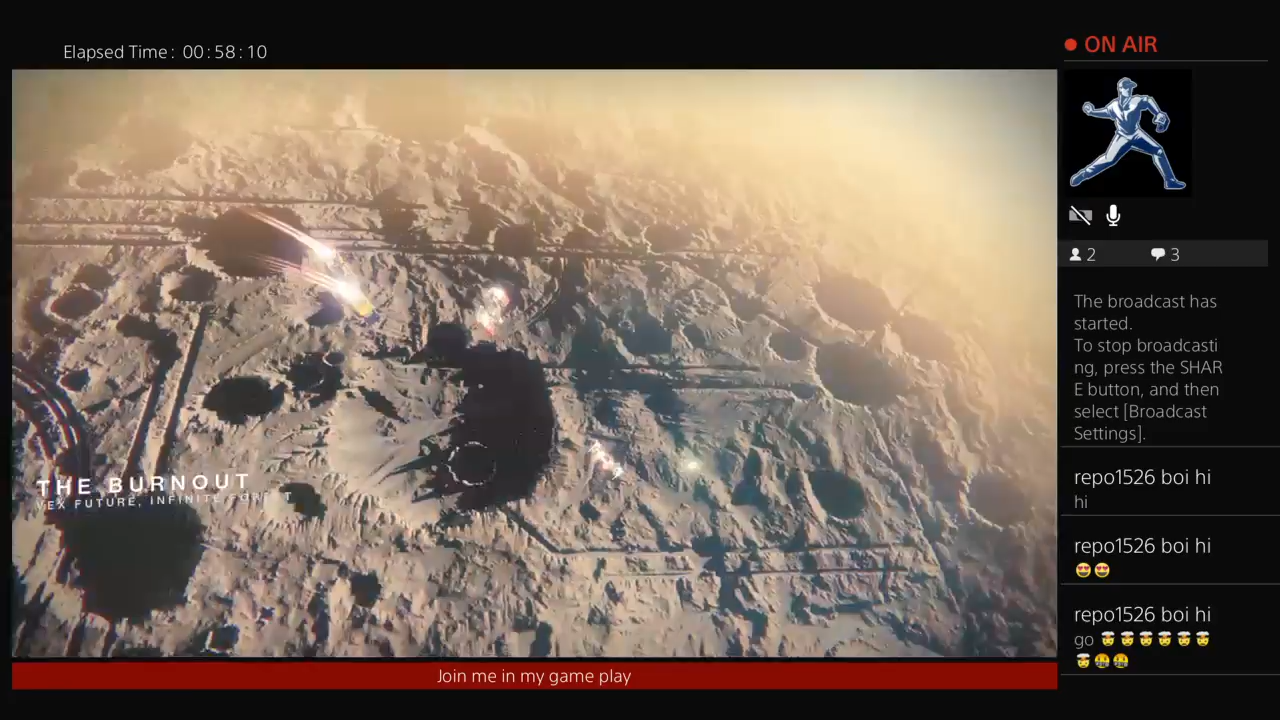 Elapsed Time: 00:58:10
ON AIR
2
3
The broadcast has
started.
To stop broadcasti
ng, press the SHAR
E button, and then
select [Broadcast
Settings].
repo1526 boi hi
hi
repo1526 boi hi
😍😍
repo1526 boi hi
go
THE BURNOUT
VEX FUTURE, INFINITE FOREST
Join me in my game play